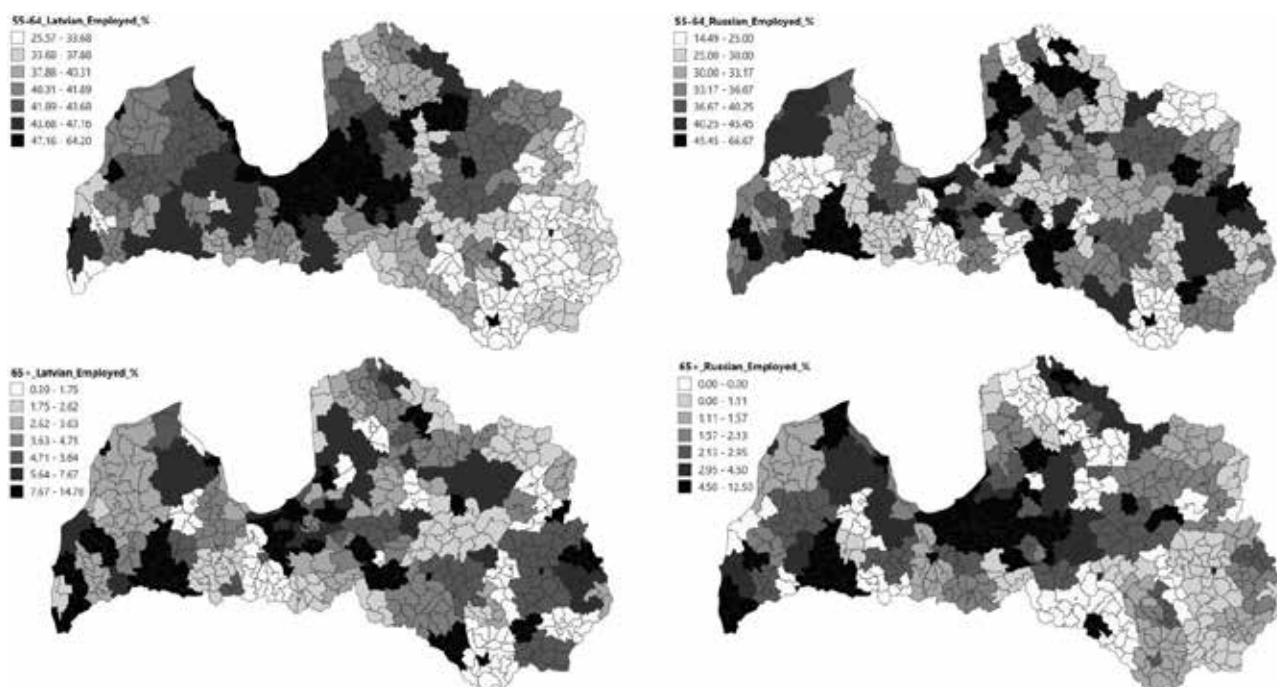 55-64_Latvian_Employed_%
25.57 - 33.68
33.68 - 37.88
37.88 - 40.31
40.31 - 41.89
41.89 - 43.68
43.68 - 47.16
47.16 - 64.20
55-64_Russian_Employed_%
14.49 - 25.00
25.00 - 30.00
30.00 - 33.17
33.17 - 36.67
36.67 - 40.25
40.25 - 45.45
45.45 - 66.67
65+_Latvian_Employed_%
- 1.75
1.75 - 2.62
2.62 - 3.63
3.63 - 4.71
4.71 - 5.64
5.64 - 7.67
7.67 -
65+_Russian_Employed_%
0.00 - 0.00
0.00 - 1.11
1.11 - 1.57
1.57 - 2.13
2.13 - 2.95
2.95 - 4.50
4.50 - 12.50